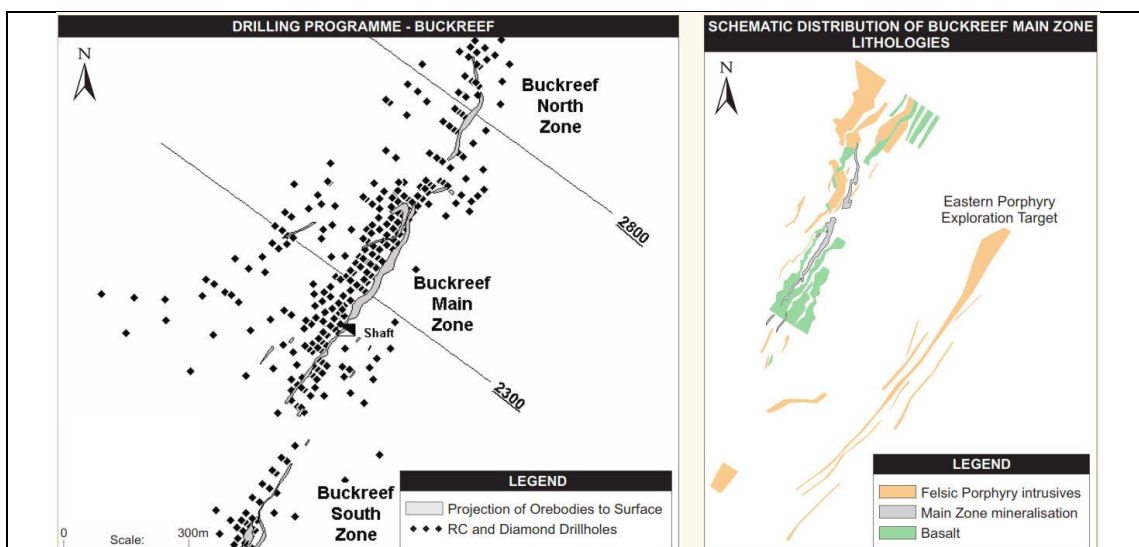 DRILLING PROGRAMME - BUCKREEF
N
Buckreef
North
Zone
2800
Buckreef
Main
Zone
Shaft
2300
Buckreef
South
Zone
0
Scale:
300m
LEGEND
Projection of Orebodies to Surface
RC and Diamond Drillholes
SCHEMATIC DISTRIBUTION OF BUCKREEF MAIN ZONE
LITHOLOGIES
N
Eastern Porphyry
Exploration Target
LEGEND
Felsic Porphyry intrusives
Main Zone mineralisation
Basalt